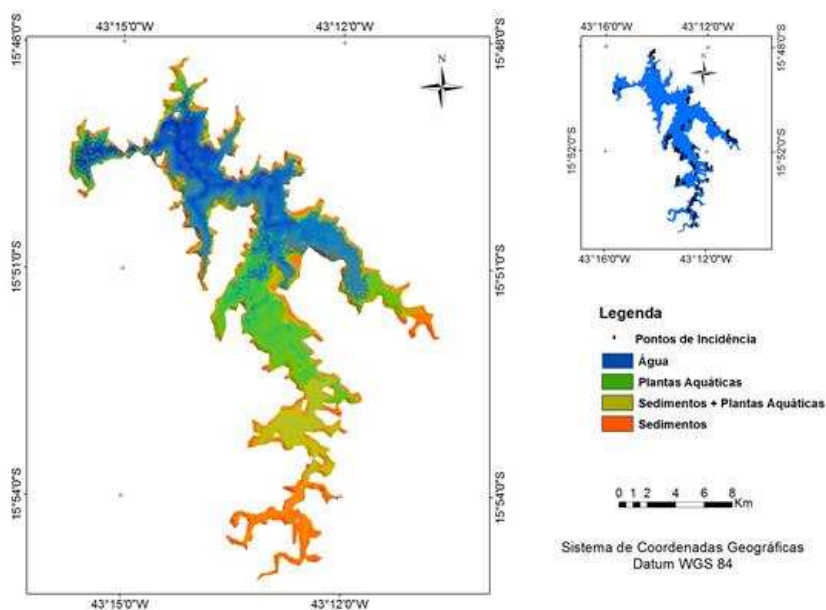 43°15'0"W 43°12'0"W
15°48'0"S 15°48'0"S
N
15°51'0"S 15°51'0"S
15°54'0"S 15°54'0"S
43°15'0"W 43°12'0"W
43°16'0"W 43°12'0"W
15°48'0"S
N
15°52'0"S 15°52'0"S
43°16'0"W 43°12'0"W
Legenda
Pontos de Incidência
Água
Plantas Aquáticas
Sedimentos + Plantas Aquáticas
Sedimentos
0 1 2 4 6 8
Km
Sistema de Coordenadas Geográficas
Datum WGS 84